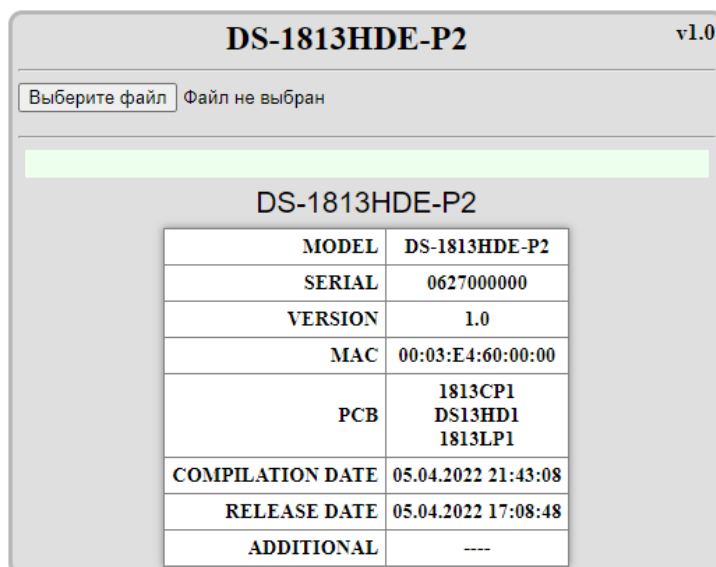 DS-1813HDE-P2 v1.0
Выберите файл Файл не выбран
DS-1813HDE-P2
MODEL DS-1813HDE-P2
SERIAL 0627000000
VERSION 1.0
MAC 00:03:E4:60:00:00
PCB 1813CP1
DS13HD1
1813LP1
COMPILATION DATE 05.04.2022 21:43:08
RELEASE DATE 05.04.2022 17:08:48
ADDITIONAL ----